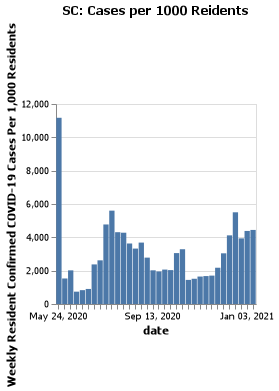 SC: Cases per 1000 Reidents
Weekly Resident Confirmed COVID-19 Cases Per 1,000 Residents
12,000
10,000
8,000
6,000
4,000
2,000
0
May 24, 2020 Sep 13, 2020 Jan 03, 2021
date